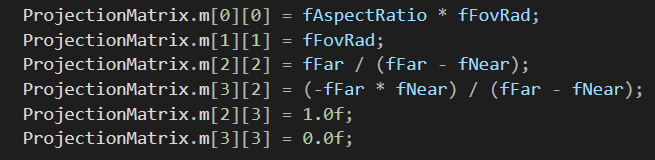 ProjectionMatrix.m[0][0] = fAspectRatio * fFovRad;
ProjectionMatrix.m[1][1] = fFovRad;
ProjectionMatrix.m[2][2] = fFar / (fFar - fNear);
ProjectionMatrix.m[3][2] = (-fFar * fNear) / (fFar - fNear);
ProjectionMatrix.m[2][3] = 1.0f;
ProjectionMatrix.m[3][3] = 0.0f;